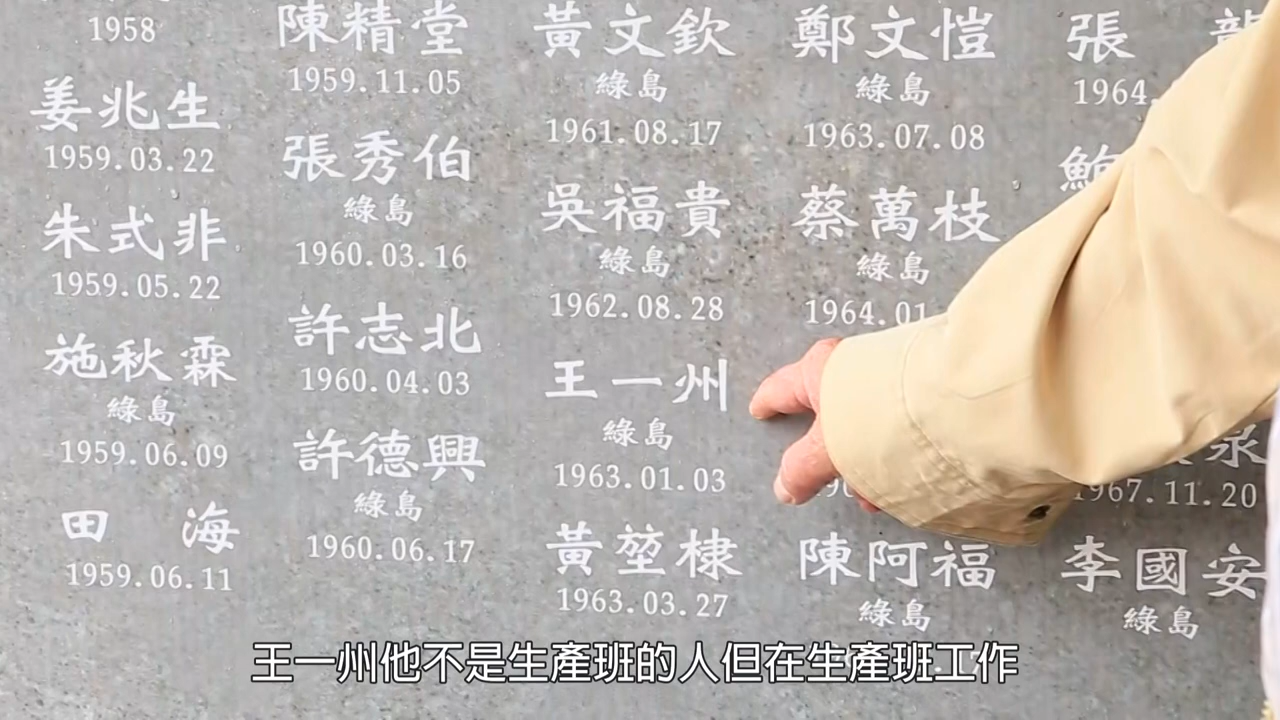 1958
姜兆生
1959.03.22
朱式非
1959.05.22
施秋霖
綠島
1959.06.09
田 海
1959.06.11
陳精堂
1959.11.05
張秀伯
綠島
1960.03.16
許志北
1960.04.03
許德興
綠島
1960.06.17
黃文欽
綠島
1961.08.17
吳福貴
綠島
1962.08.28
王一州
綠島
1963.01.03
黃堃棣
1963.03.27
鄭文愷
綠島
1963.07.08
蔡萬枝
綠島
1964.01
陳阿福
綠島
張
1964.
鮑
泉
1967.11.20
李國安
綠島
王一州他不是生產班的人但在生產班工作